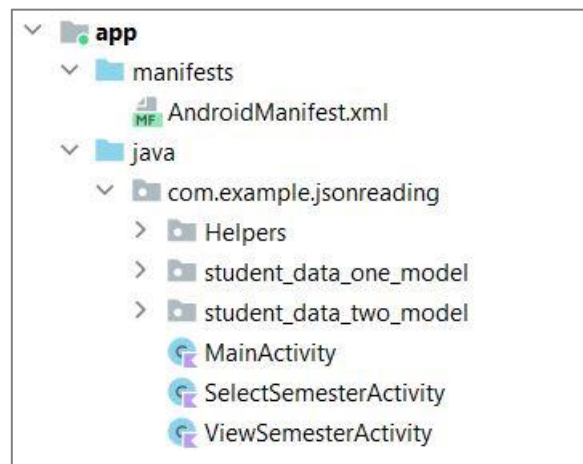 app
manifests
MF AndroidManifest.xml
java
com.example.jsonreading
Helpers
student_data_one_model
student_data_two_model
MainActivity
SelectSemesterActivity
ViewSemesterActivity